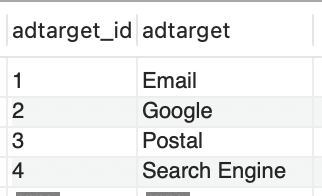 adtarget_id adtarget
1 Email
2 Google
3 Postal
4 Search Engine